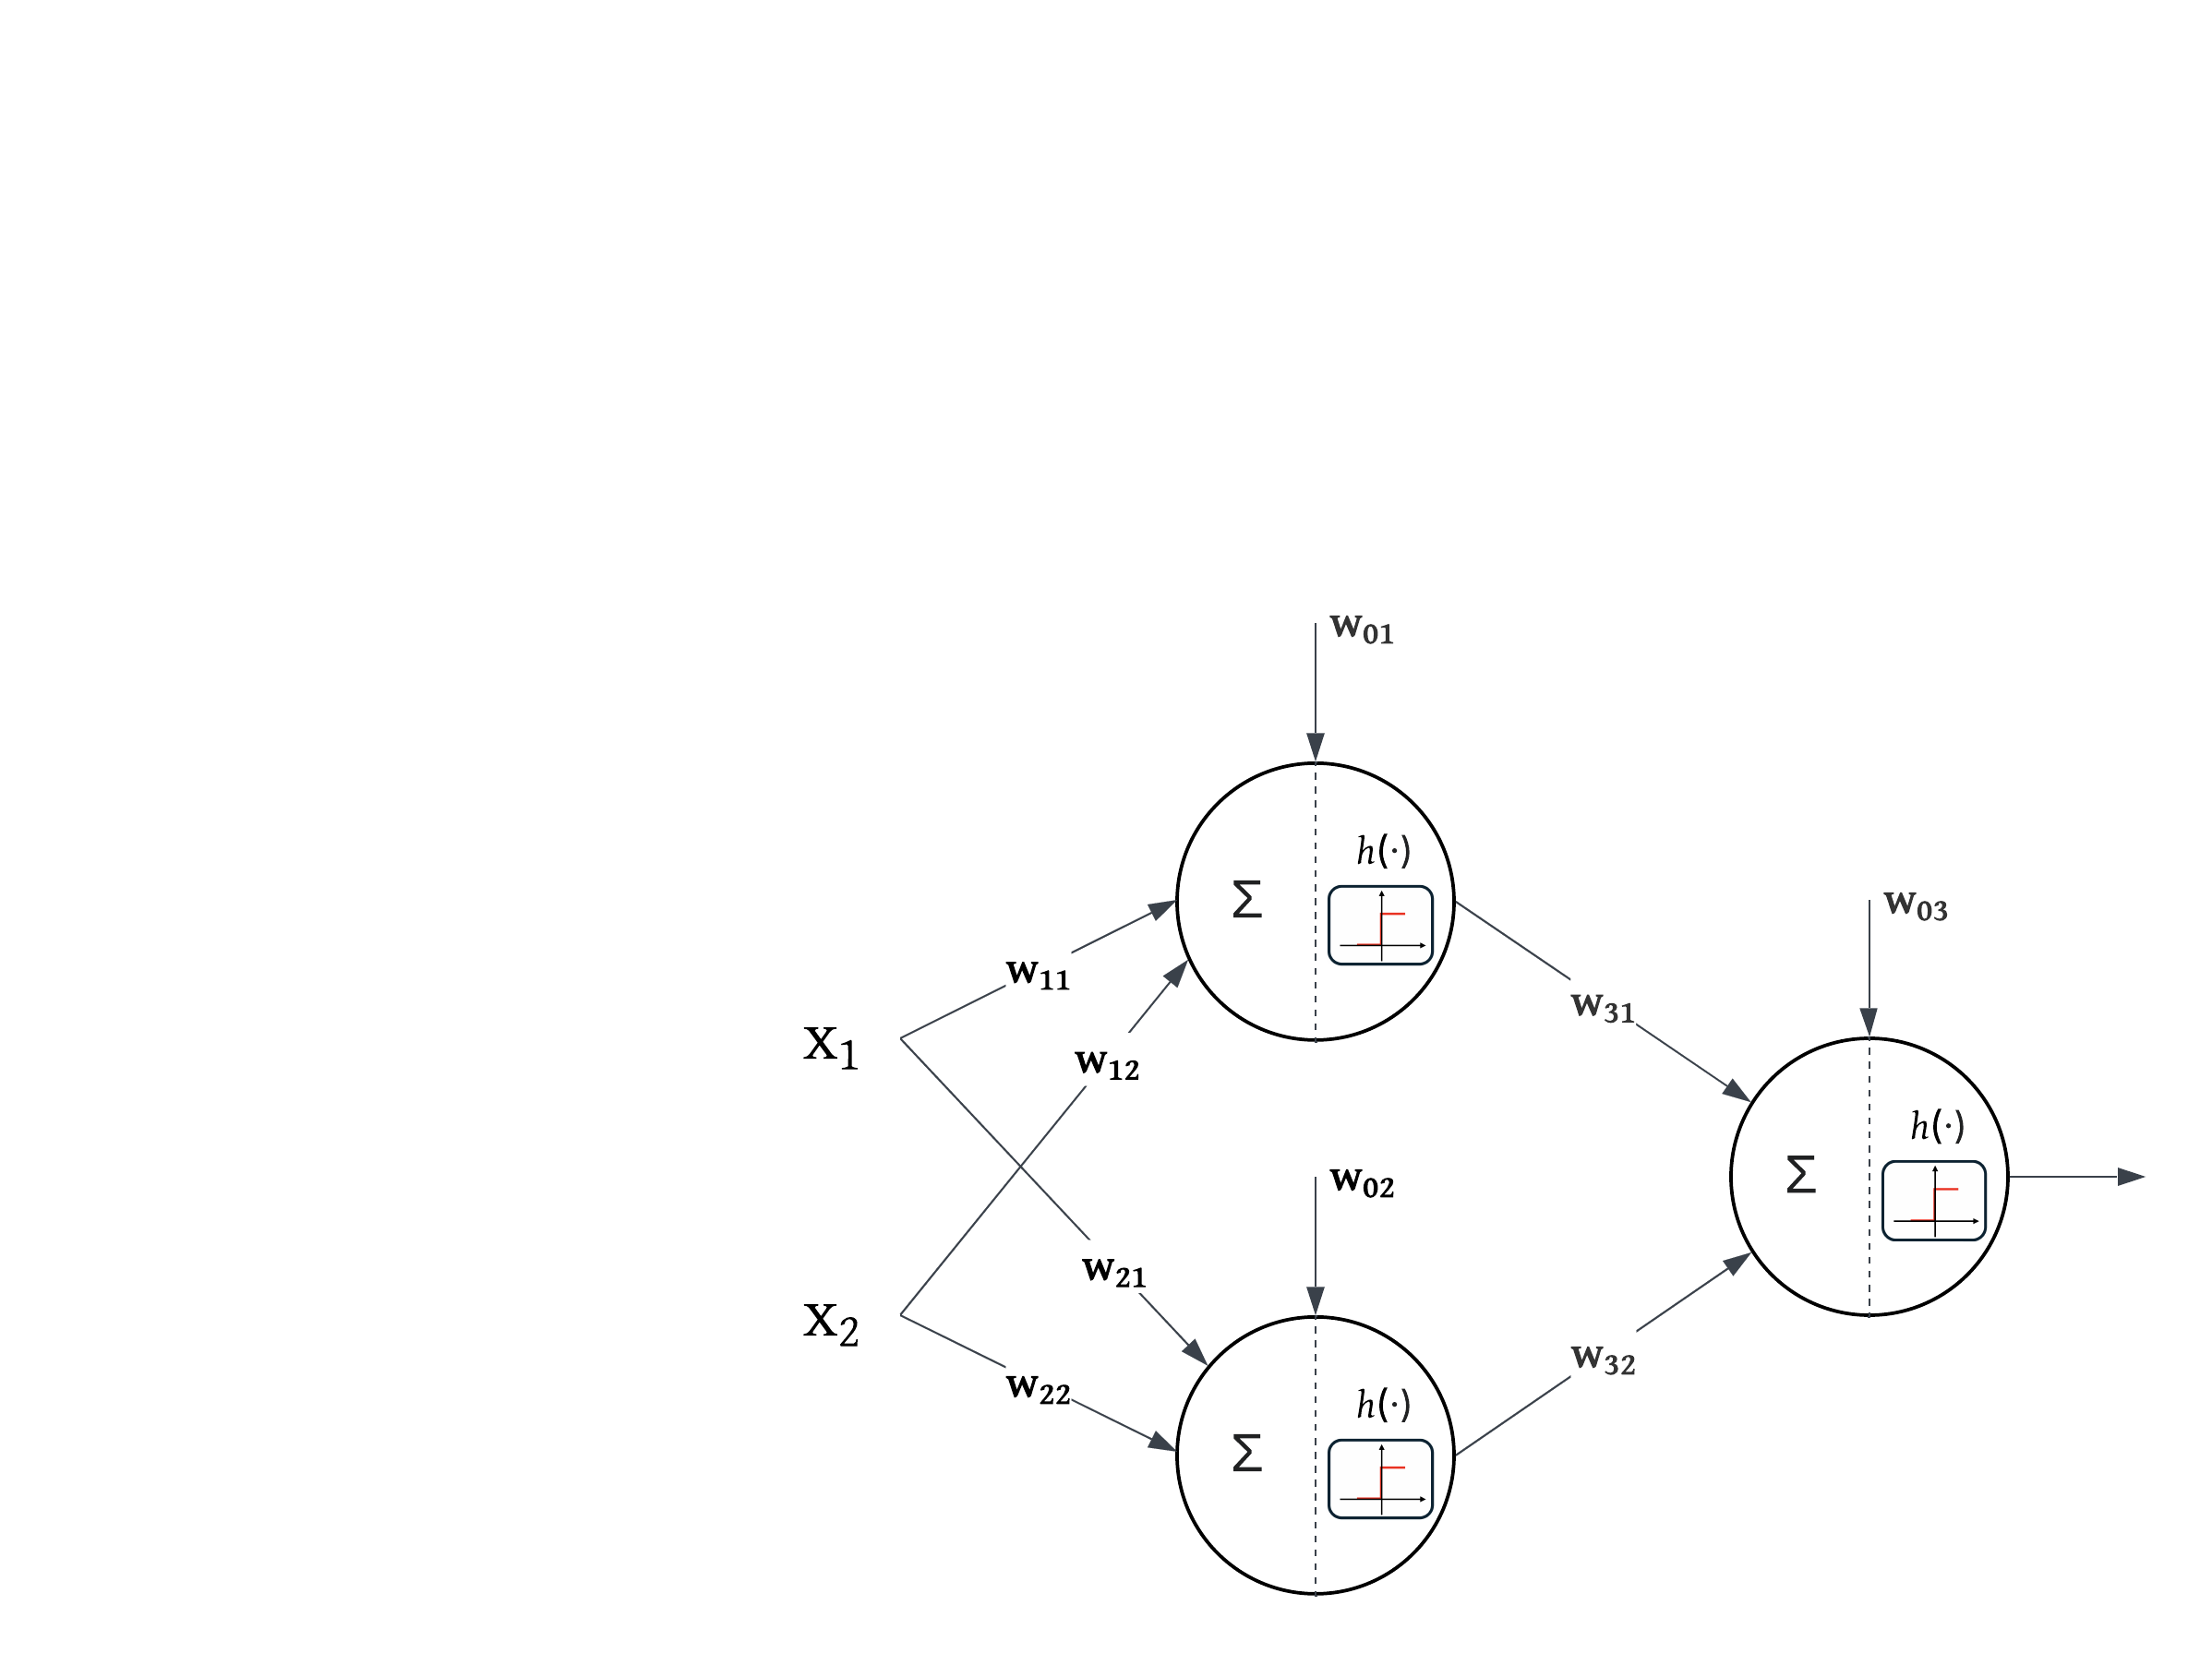 w₀₁
h(·)
Σ
w₀₃
w₁₁
w₃₁
x₁
w₁₂
h(·)
Σ
w₀₂
w₂₁
x₂
w₃₂
w₂₂
h(·)
Σ